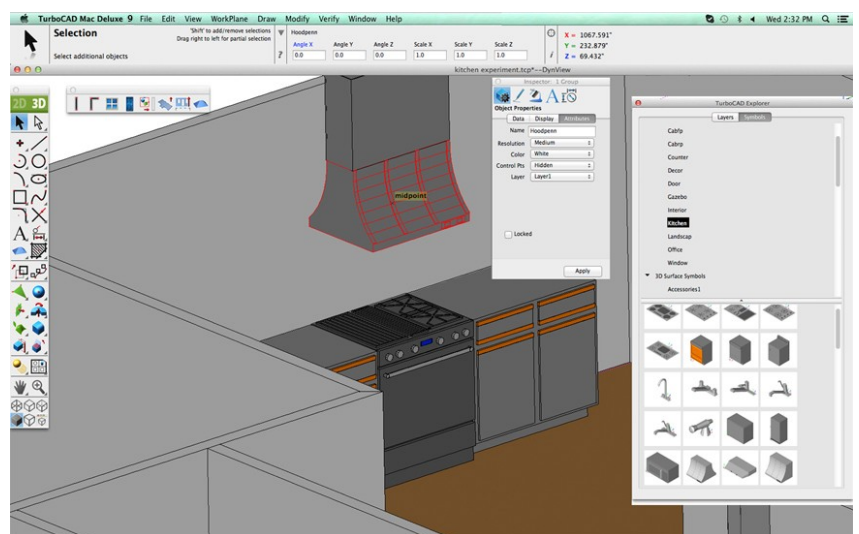 TurboCAD Mac Deluxe 9 File Edit View WorkPlane Draw Modify Verify Window Help Wed 2:32 PM
Selection
'Shift' to add/remove selections
Drag right to left for partial selection
Select additional objects
Hoodpenn
Angle X Angle Y Angle Z Scale X Scale Y Scale Z
0.0 0.0 0.0 1.0 1.0 1.0
X = 1067.591"
Y = 232.879"
Z = 69.432"
kitchen experiment.tcp*--DynView
2D 3D
midpoint
Inspector: 1 Group
Object Properties
Data Display Attributes
Name Hoodpenn
Resolution Medium
Color White
Control Pts Hidden
Layer Layer1
Locked
Apply
TurboCAD Explorer
Layers Symbols
Cabfp
Cabrp
Counter
Decor
Door
Gazebo
Interior
Kitchen
Landscap
Office
Window
3D Surface Symbols
Accessories1